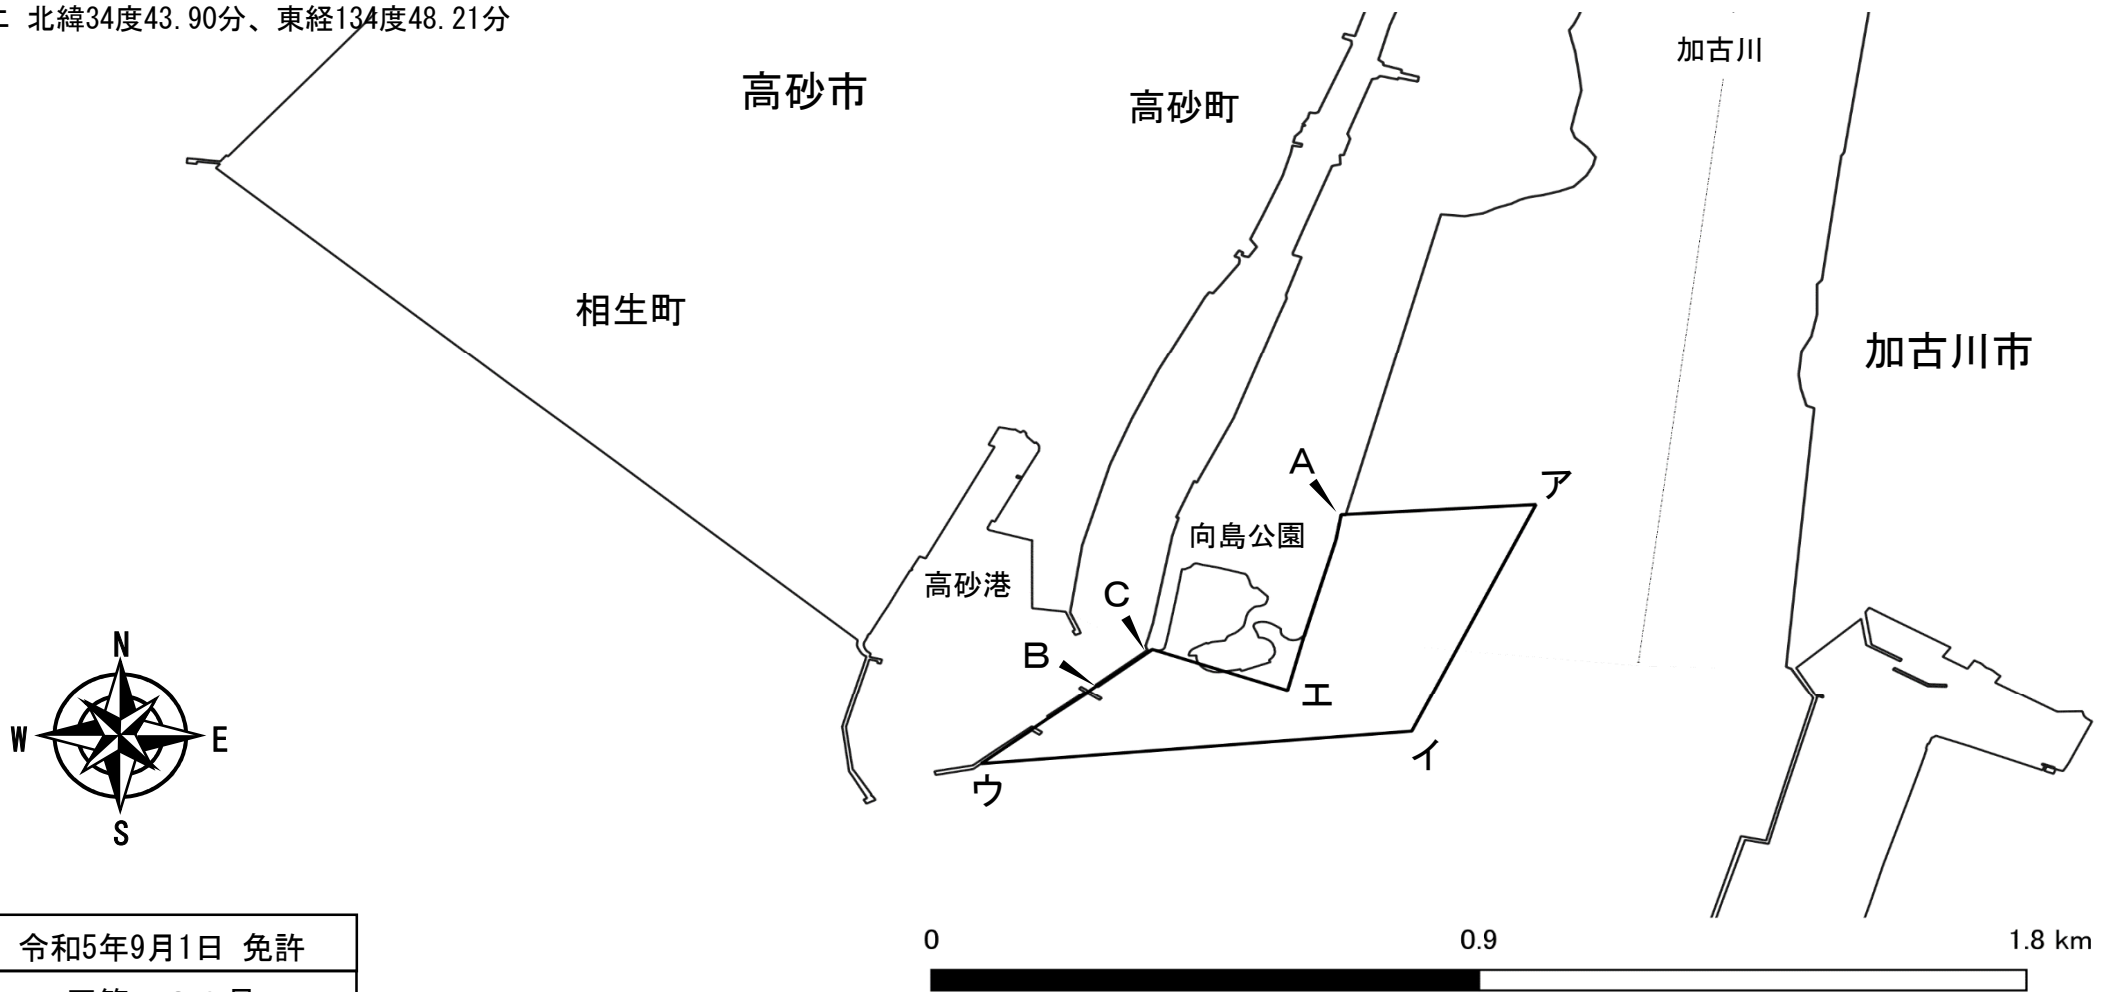 北緯34度43.90分、東経134度48.21分
加古川
高砂市
高砂町
相生町
加古川市
A
ア
向島公園
高砂港
C
B
エ
イ
ウ
N
W
E
S
令和5年9月1日 免許
0
0.9
1.8 km